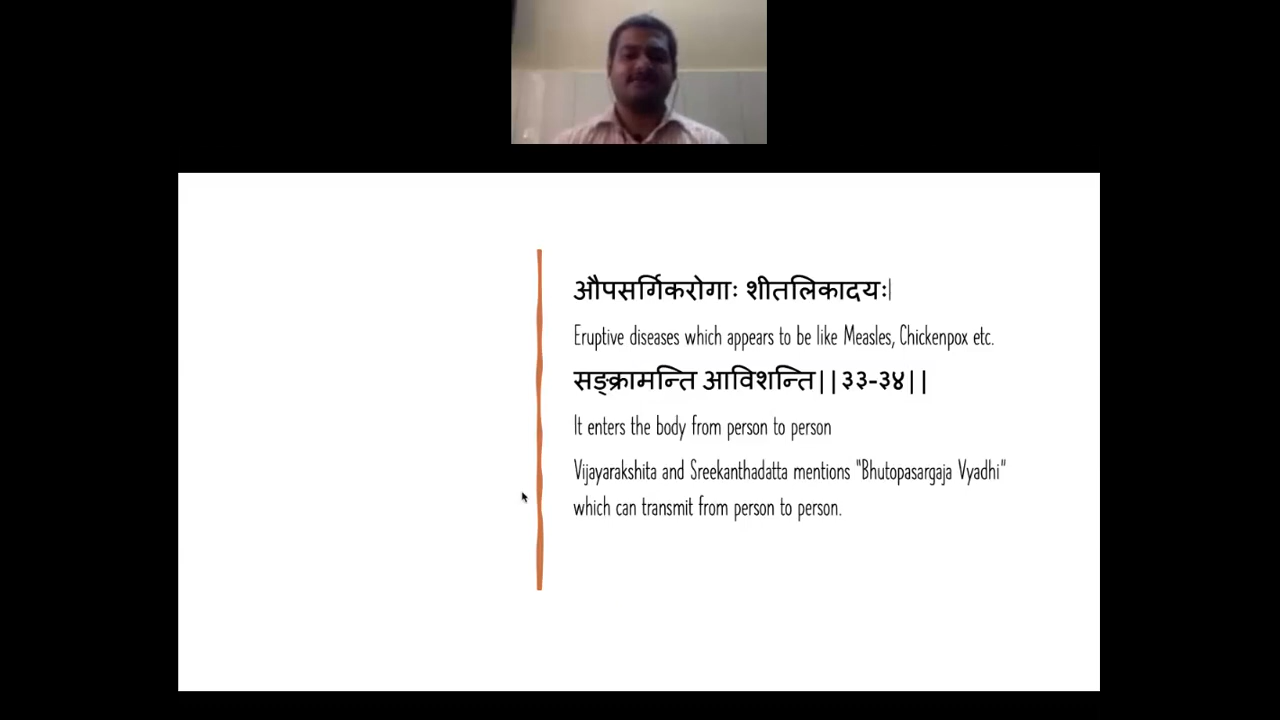 औपसर्गिकरोगाः शीतलिकादयः|
Eruptive diseases which appears to be like Measles, Chickenpox etc.
सङ्क्रामन्ति आविशन्ति||३३-३४||
It enters the body from person to person
Vijayarakshita and Sreekanthadatta mentions "Bhutopasargaja Vyadhi"
which can transmit from person to person.